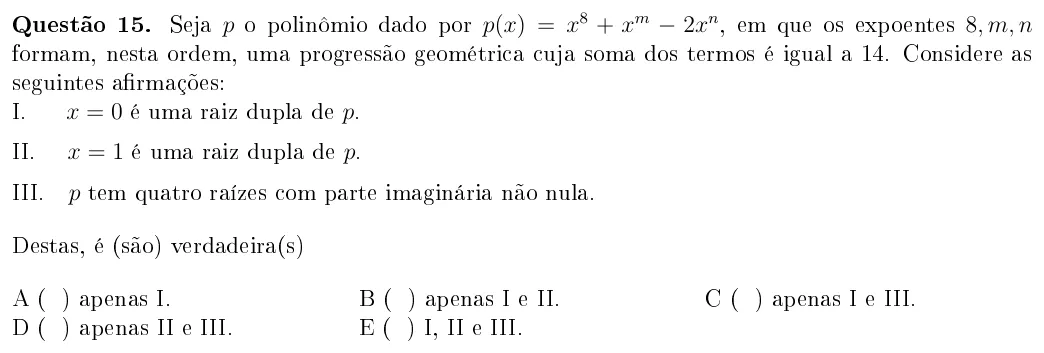 Questão 15. Seja p o polinômio dado por p(x) = x⁸ + xᵐ − 2xⁿ, em que os expoentes 8, m, n
formam, nesta ordem, uma progressão geométrica cuja soma dos termos é igual a 14. Considere as
seguintes afirmações:
I. x = 0 é uma raiz dupla de p.
II. x = 1 é uma raiz dupla de p.
III. p tem quatro raízes com parte imaginária não nula.
Destas, é (são) verdadeira(s)
A ( ) apenas I. B ( ) apenas I e II. C ( ) apenas I e III.
D ( ) apenas II e III. E ( ) I, II e III.